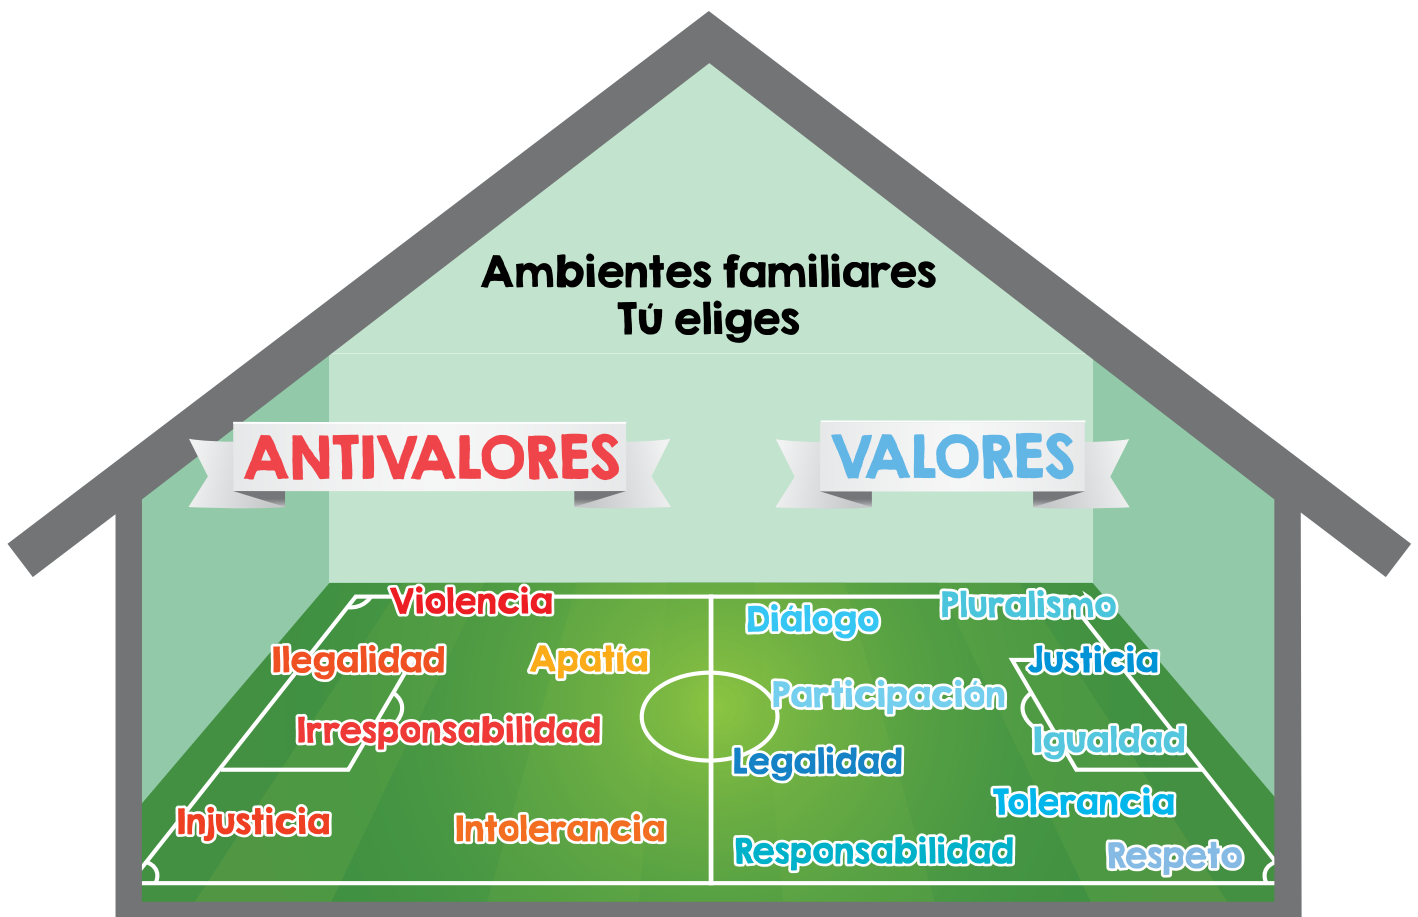 Ambientes familiares
Tú eliges
ANTIVALORES
VALORES
Violencia
Ilegalidad
Apatía
Irresponsabilidad
Injusticia
Intolerancia
Diálogo
Pluralismo
Justicia
Participación
Igualdad
Legalidad
Tolerancia
Responsabilidad
Respeto